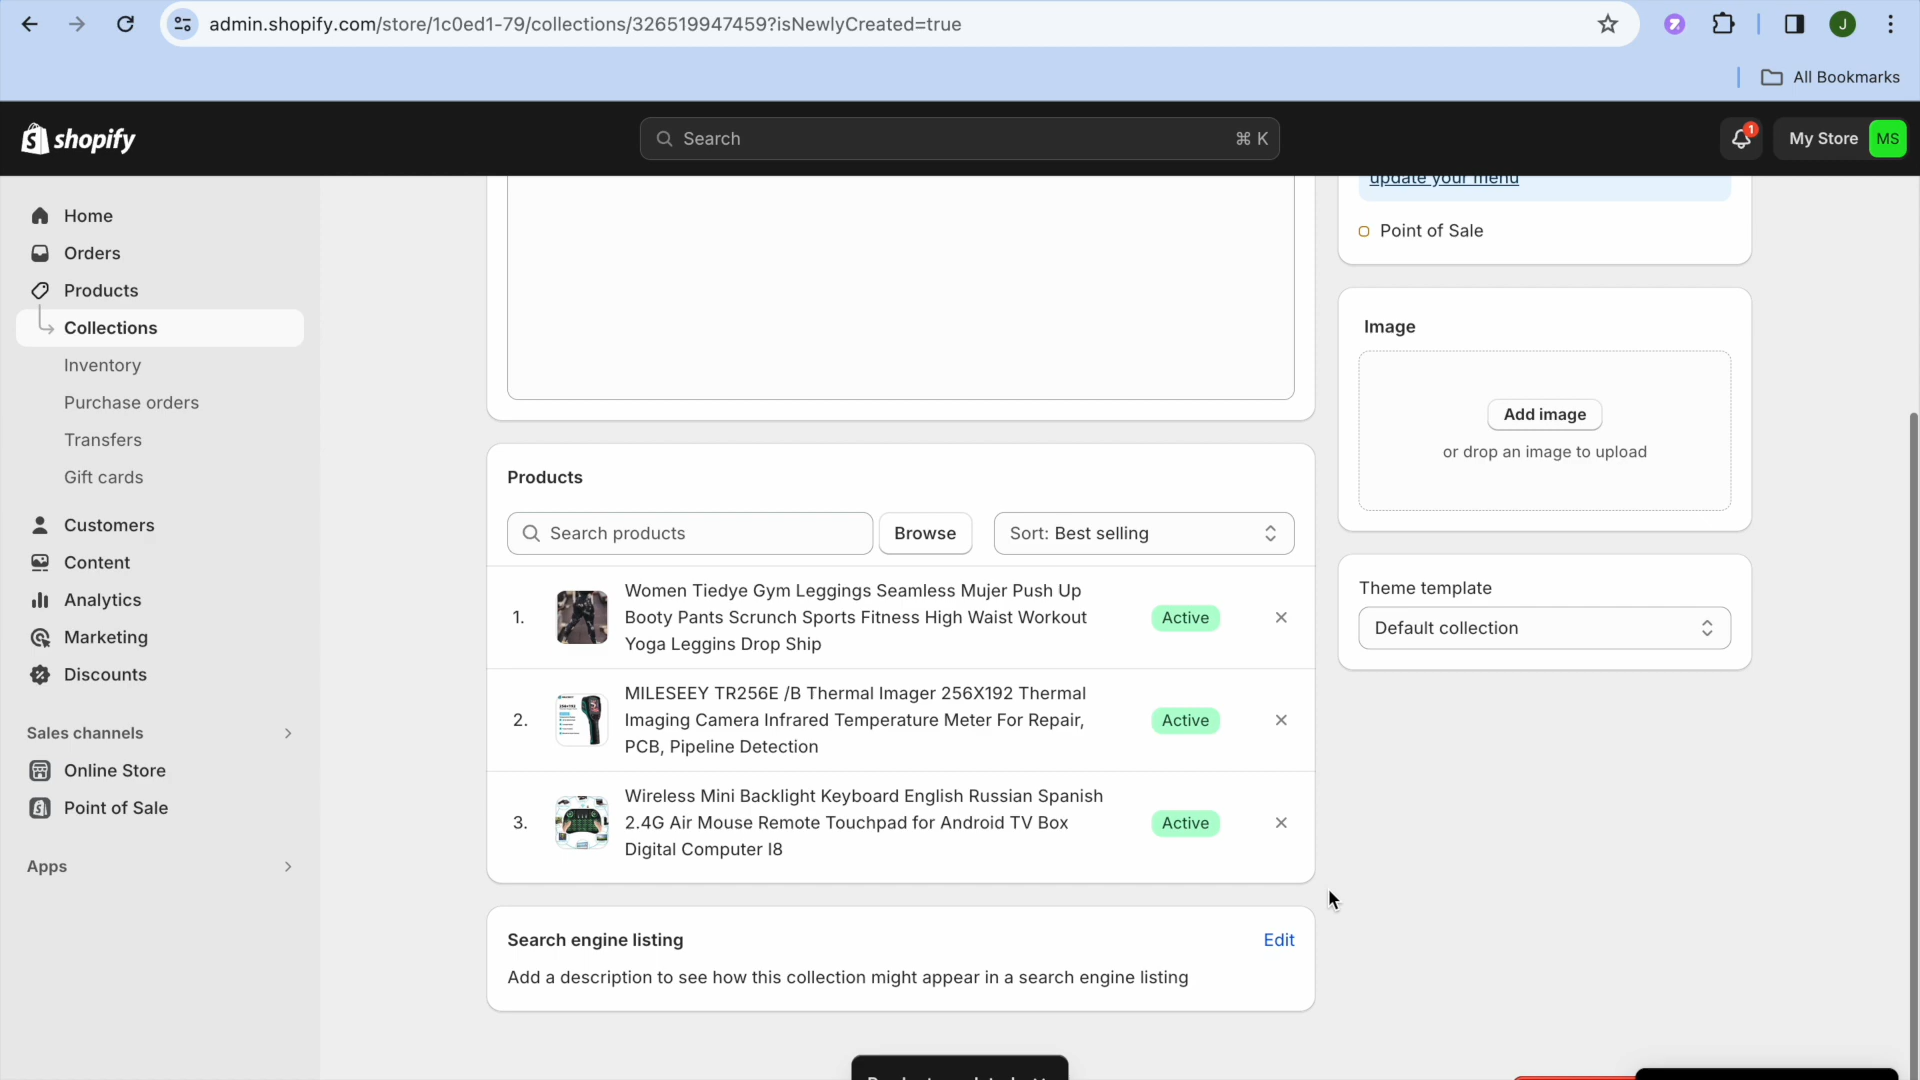 admin.shopify.com/store/1c0ed1-79/collections/326519947459?isNewlyCreated=true
J
All Bookmarks
shopify
Search
⌘ K
1
My Store
MS
update your menu
Point of Sale
Home
Orders
Products
Collections
Inventory
Purchase orders
Transfers
Gift cards
Customers
Content
Analytics
Marketing
Discounts
Sales channels
Online Store
Point of Sale
Apps
Products
Search products
Browse
Sort: Best selling
1.
Women Tiedye Gym Leggings Seamless Mujer Push Up
Booty Pants Scrunch Sports Fitness High Waist Workout
Yoga Leggins Drop Ship
Active
2.
MILESEEY TR256E /B Thermal Imager 256X192 Thermal
Imaging Camera Infrared Temperature Meter For Repair,
PCB, Pipeline Detection
Active
3.
Wireless Mini Backlight Keyboard English Russian Spanish
2.4G Air Mouse Remote Touchpad for Android TV Box
Digital Computer I8
Active
Search engine listing
Edit
Add a description to see how this collection might appear in a search engine listing
Image
Add image
or drop an image to upload
Theme template
Default collection